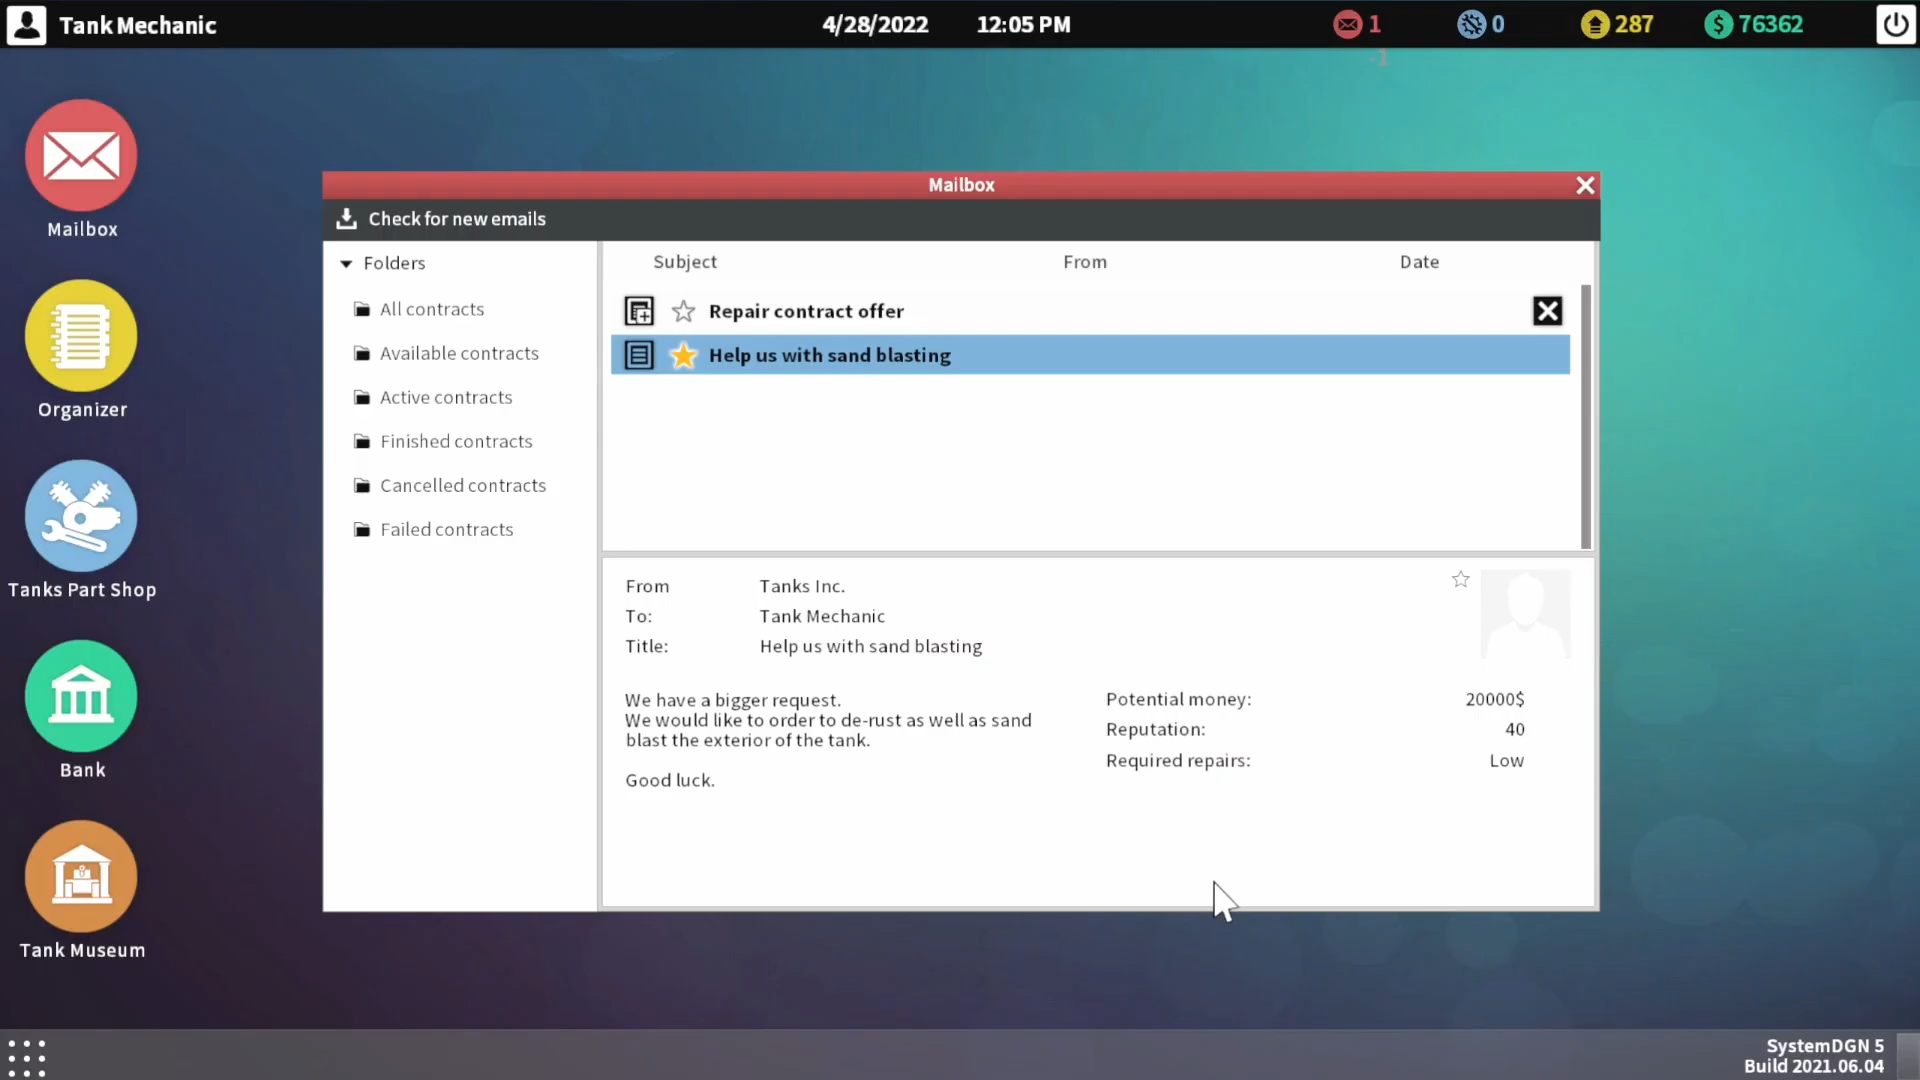 Tank Mechanic 4/28/2022 12:05 PM 1 0 287 $ 76362
-1
Mailbox
Organizer
Tanks Part Shop
Bank
Tank Museum
Mailbox
Check for new emails
Folders
All contracts
Available contracts
Active contracts
Finished contracts
Cancelled contracts
Failed contracts
Subject From Date
Repair contract offer
Help us with sand blasting
From Tanks Inc.
To: Tank Mechanic
Title: Help us with sand blasting
We have a bigger request.
We would like to order to de-rust as well as sand
blast the exterior of the tank.
Good luck.
Potential money: 20000$
Reputation: 40
Required repairs: Low
SystemDGN 5
Build 2021.06.04